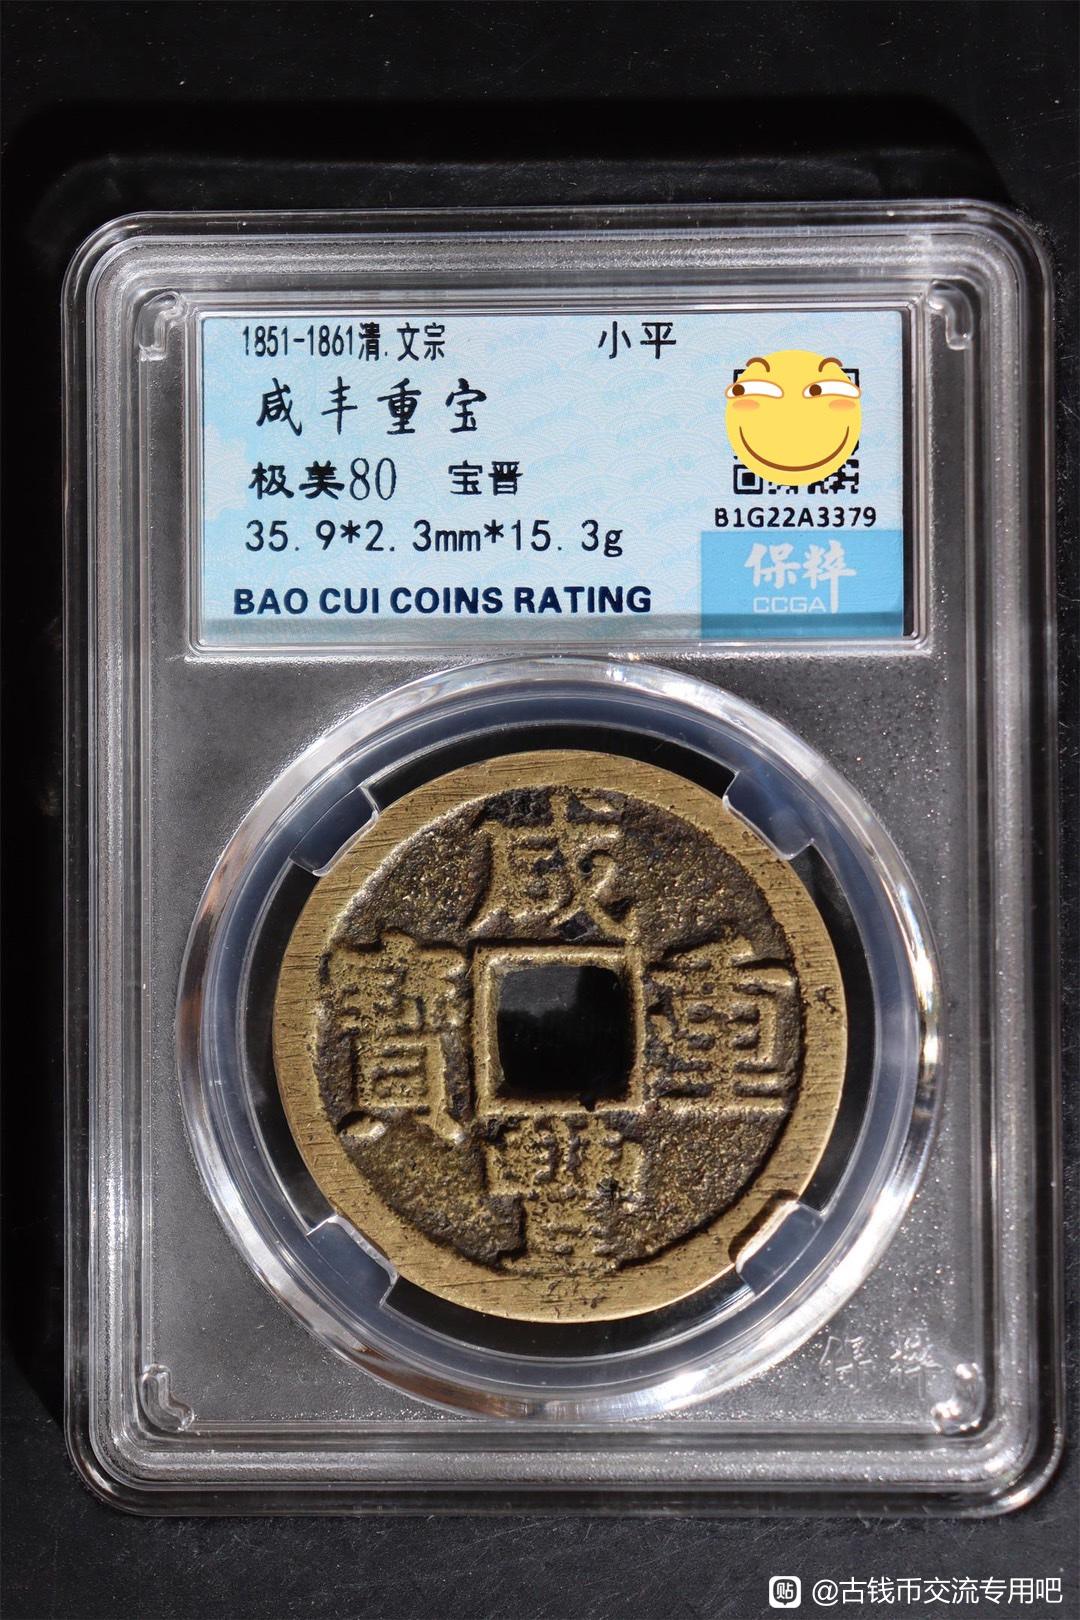 1851-1861清.文宗 小平
咸丰重宝
极美80 宝晋
35.9*2.3mm*15.3g
BAO CUI COINS RATING
B1G22A3379
保粹
CCGA
咸
寶 重
豐
保粹
贴 @古钱币交流专用吧